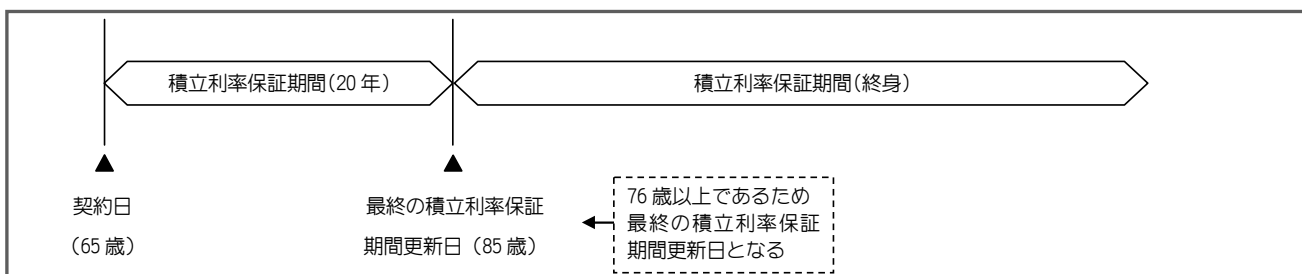 積立利率保証期間(20年)
積立利率保証期間(終身)
▲
▲
契約日
(65歳)
最終の積立利率保証
期間更新日(85歳)
76歳以上であるため
最終の積立利率保証
期間更新日となる